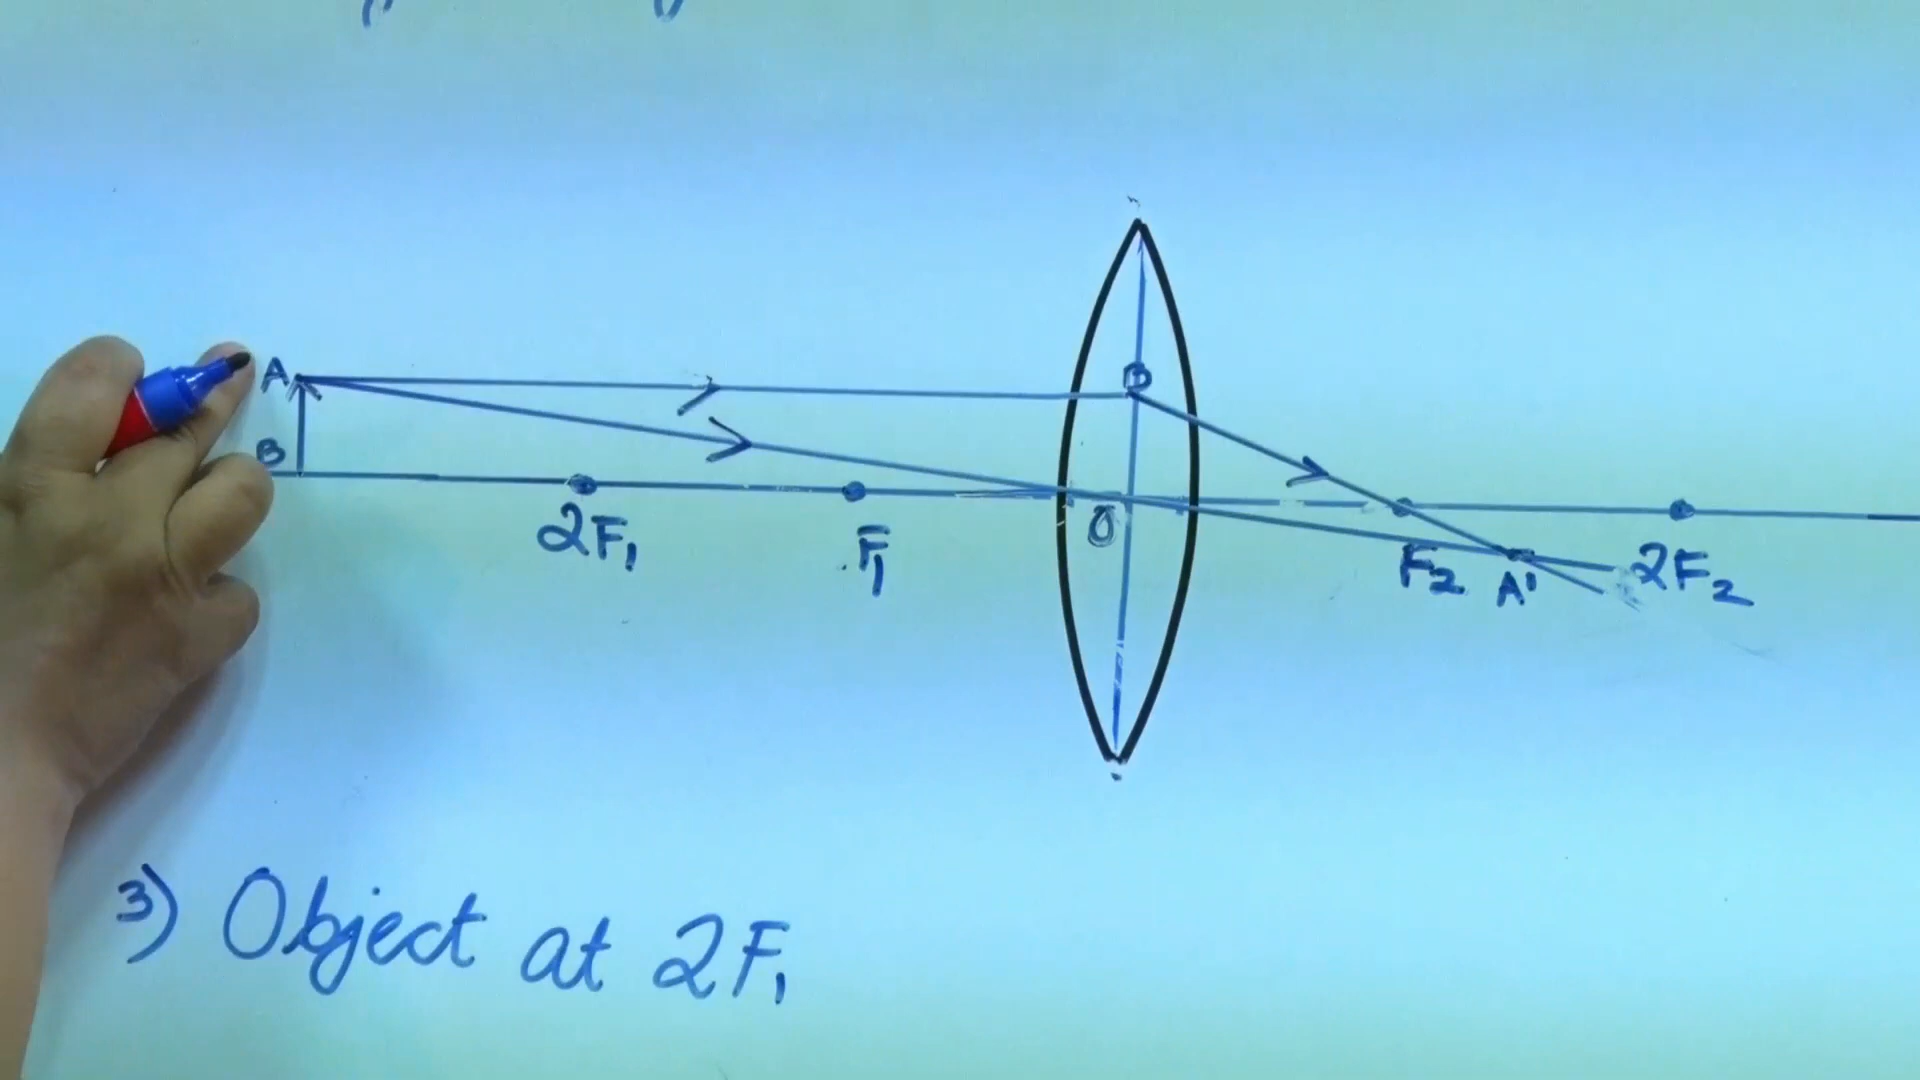 A
B
B
2F₁
F₁
O
F₂
A'
2F₂
3) Object at 2F₁